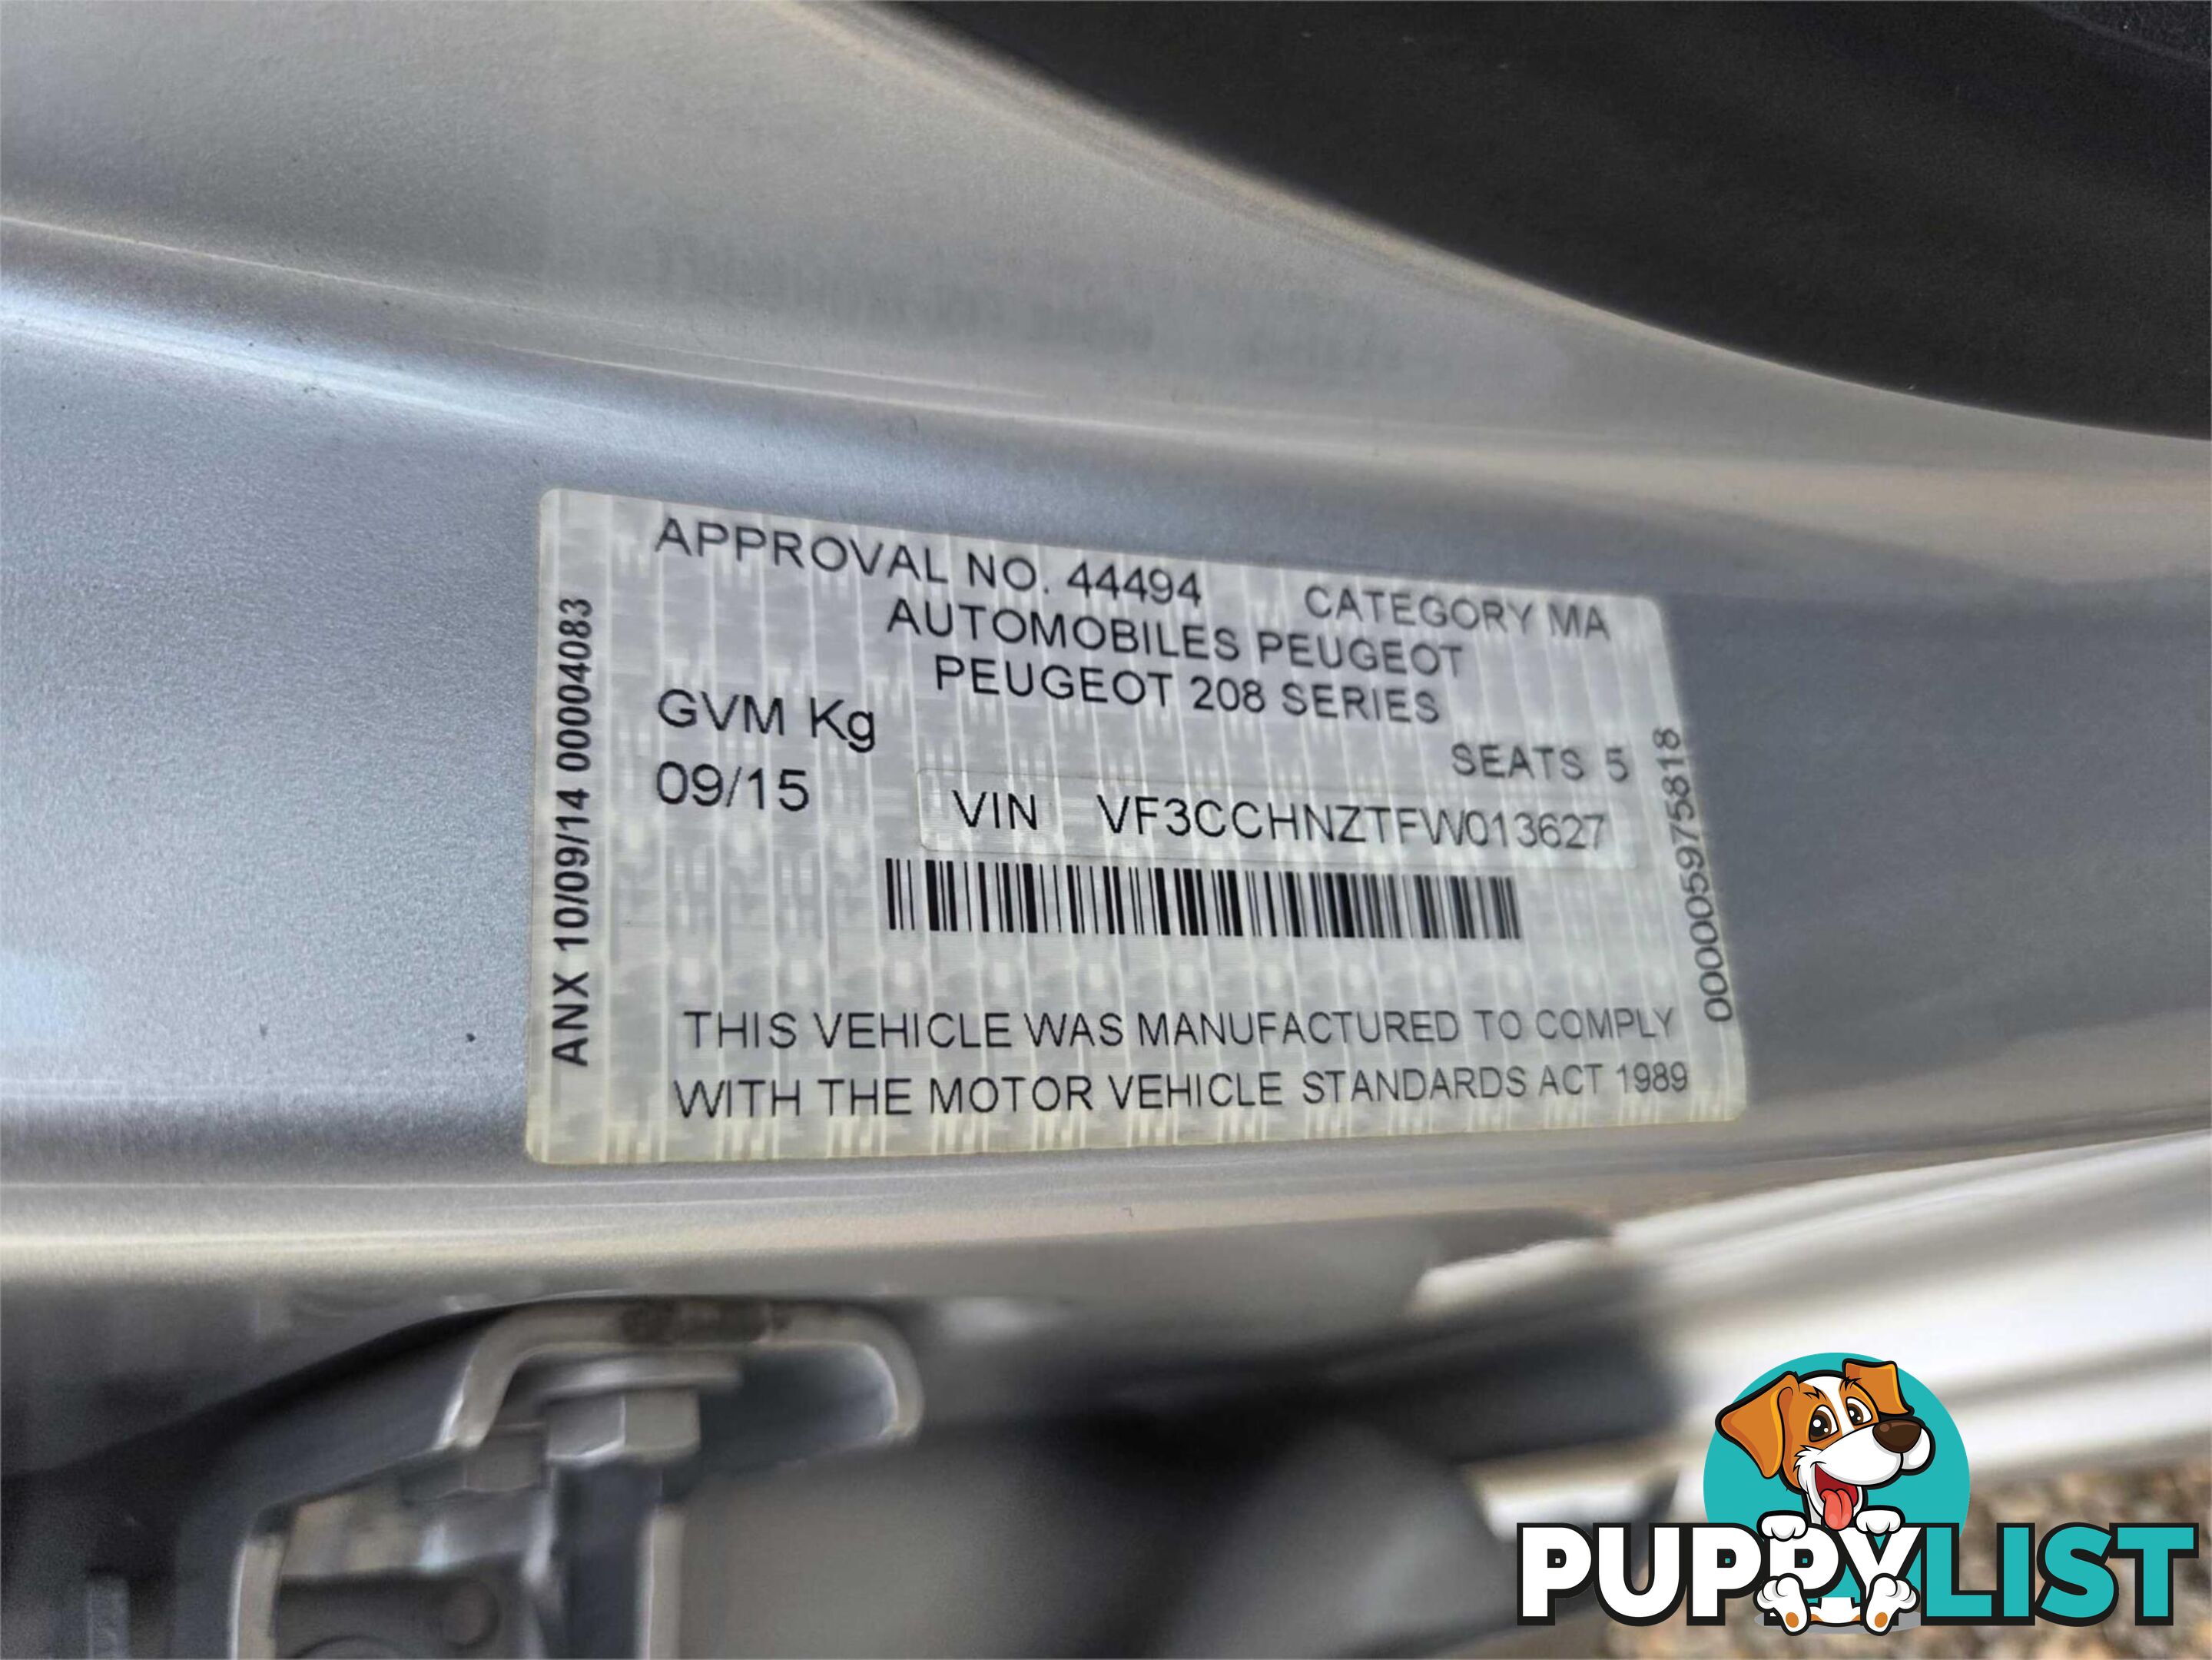 APPROVAL NO. 44494 CATEGORY MA
AUTOMOBILES PEUGEOT
PEUGEOT 208 SERIES
GVM Kg
SEATS 5
09/15
VIN VF3CCHNZTFW013627
THIS VEHICLE WAS MANUFACTURED TO COMPLY
WITH THE MOTOR VEHICLE STANDARDS ACT 1989
ANX 10/09/14 00004083
000005975818
PUPPYLIST